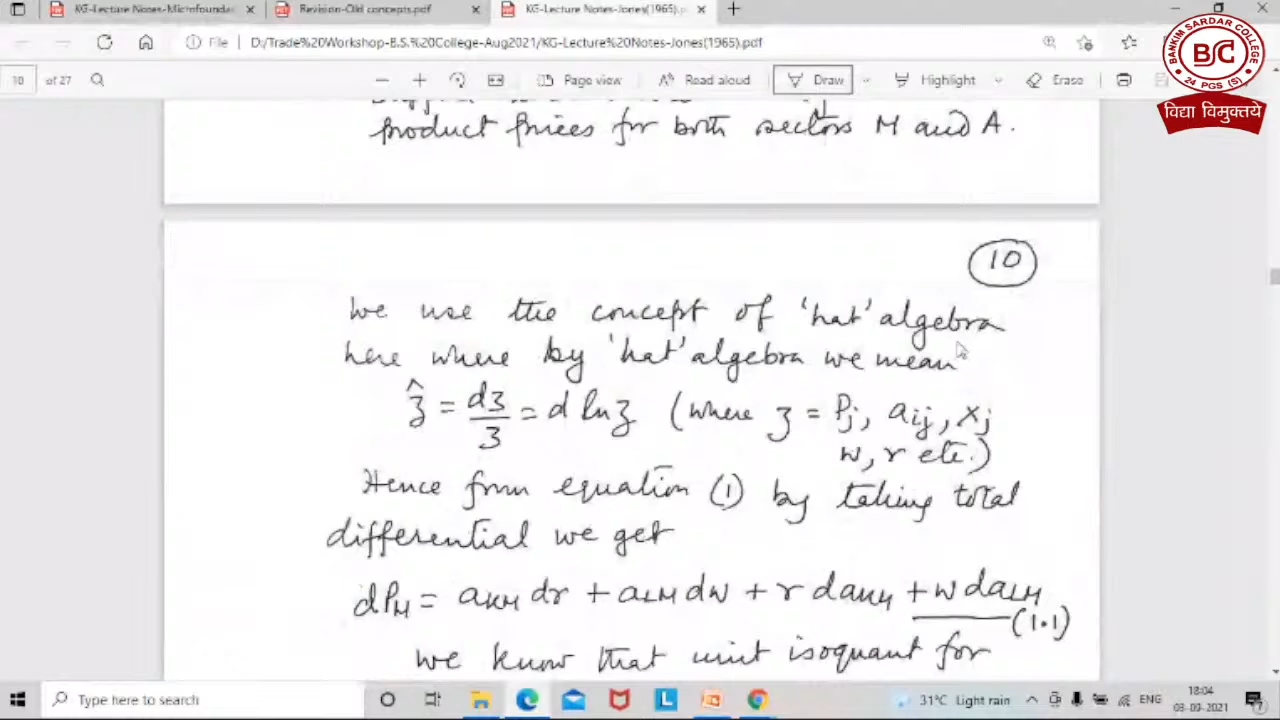 KG-Lecture Notes-Microfoundat
Revision-Old concepts.pdf
KG-Lecture Notes-Jones(1965).p
File D:/Trade%20Workshop-B.S.%20College-Aug2021/KG-Lecture%20Notes-Jones(1965).pdf
BANKIM SARDAR COLLEGE
BSC
24 PGS (S)
विद्या विमुक्तये
10 of 27
Page view
Read aloud
Draw
Highlight
Erase
product prices for both sectors M and A.
10
We use the concept of 'hat' algebra
here where by 'hat' algebra we mean
ẑ = dz/z = d ln z (where z = Pj, aij, Xj
w, r etc.)
Hence from equation (1) by taking total
differential we get
dPM = aKM dr + aLM dw + r daKM + w daLM
(1.1)
We know that unit isoquant for
Type here to search
31°C Light rain
ENG
18:04
03-09-2021